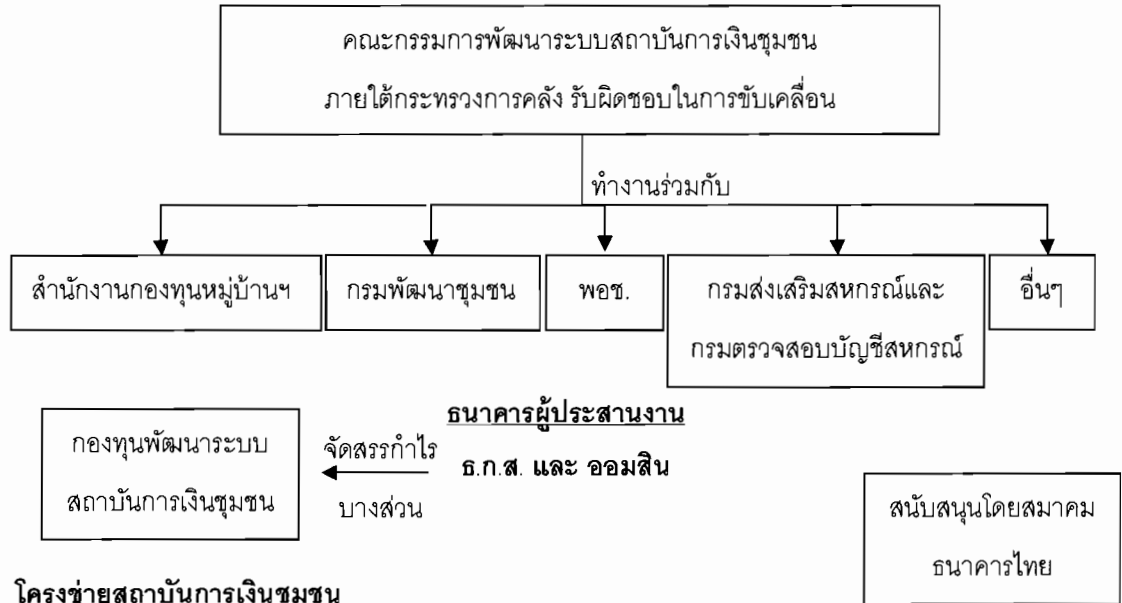 คณะกรรมการพัฒนาระบบสถาบันการเงินชุมชน
ภายใต้กระทรวงการคลัง รับผิดชอบในการขับเคลื่อน
ทำงานร่วมกับ
สำนักงานกองทุนหมู่บ้านฯ
กรมพัฒนาชุมชน
พอช.
กรมส่งเสริมสหกรณ์และ
กรมตรวจสอบบัญชีสหกรณ์
อื่นๆ
กองทุนพัฒนาระบบ
สถาบันการเงินชุมชน
จัดสรรกำไร
บางส่วน
ธนาคารผู้ประสานงาน
ธ.ก.ส. และ ออมสิน
สนับสนุนโดยสมาคม
ธนาคารไทย
โครงข่ายสถาบันการเงินชุมชน